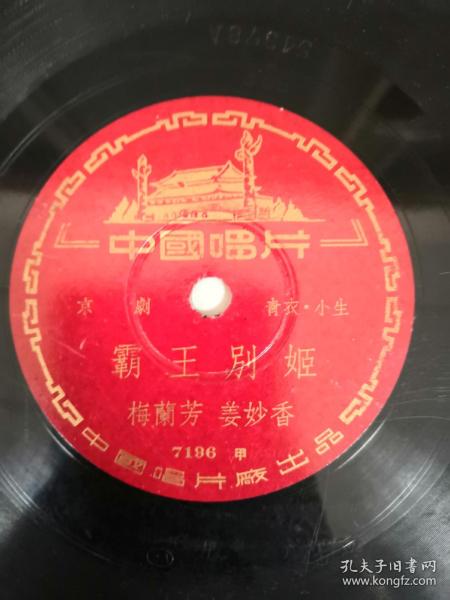 中國唱片
京劇 青衣·小生
霸王別姬
梅蘭芳 姜妙香
7196 甲
中國唱片廠出品
孔夫子旧书网
www.kongfz.com